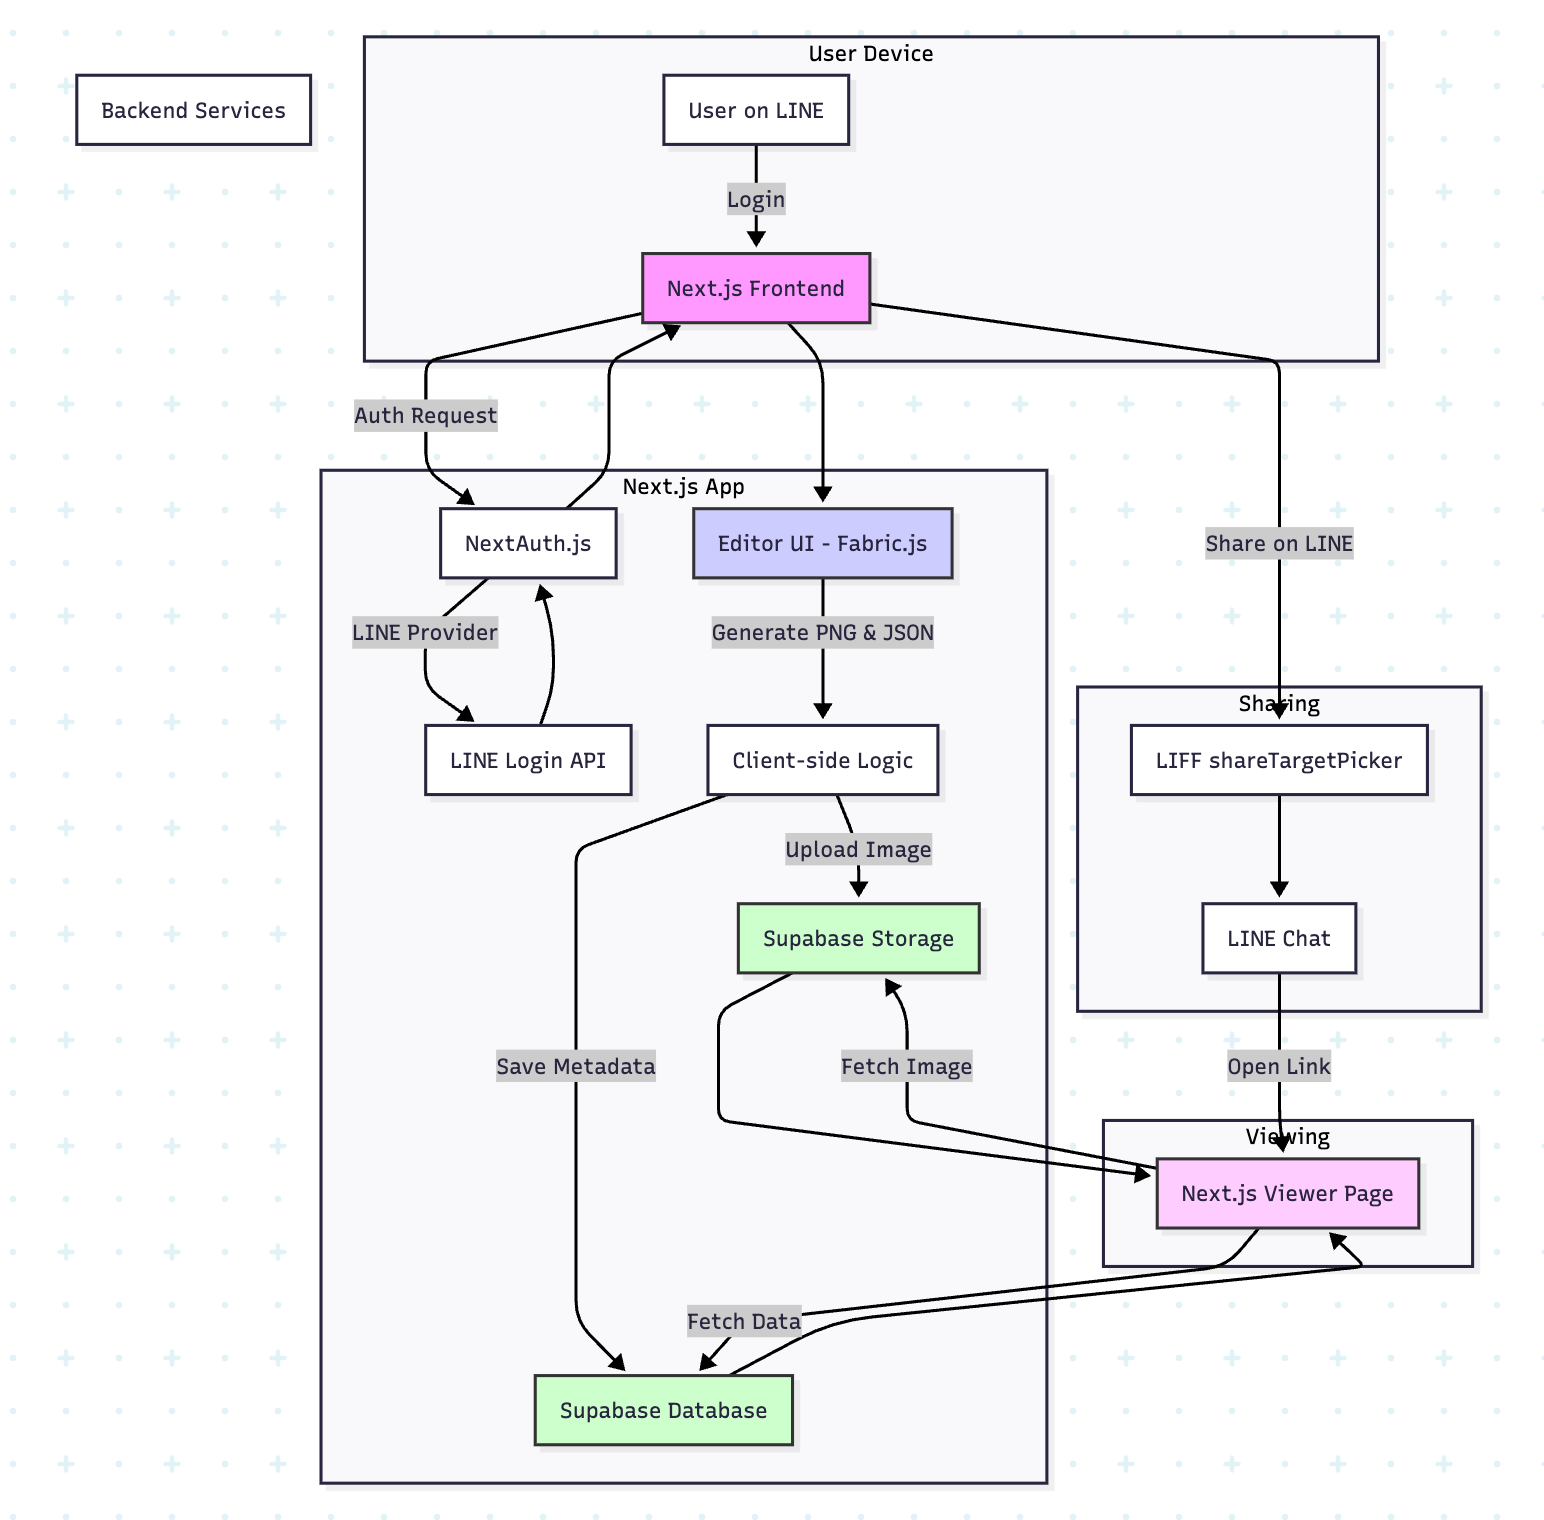 User Device
Backend Services
User on LINE
Login
Next.js Frontend
Auth Request
Next.js App
NextAuth.js
Editor UI - Fabric.js
Share on LINE
LINE Provider
Generate PNG & JSON
Sharing
LINE Login API
Client-side Logic
LIFF shareTargetPicker
Upload Image
Supabase Storage
LINE Chat
Save Metadata
Fetch Image
Open Link
Viewing
Next.js Viewer Page
Fetch Data
Supabase Database